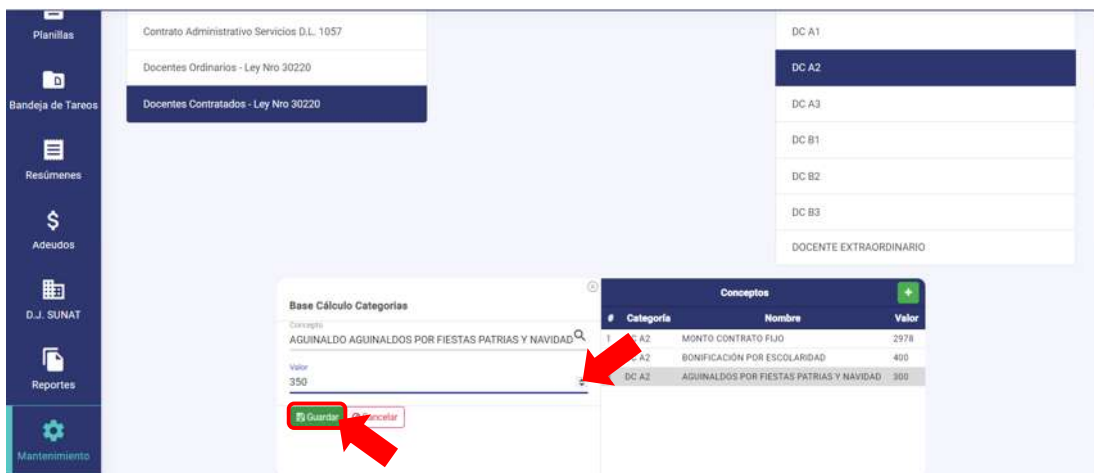 Planillas
Bandeja de Tareos
Resúmenes
$
Adeudos
D.J. SUNAT
Reportes
Mantenimiento
Contrato Administrativo Servicios D.L. 1057
Docentes Ordinarios - Ley Nro 30220
Docentes Contratados - Ley Nro 30220
DC A1
DC A2
DC A3
DC B1
DC B2
DC B3
DOCENTE EXTRAORDINARIO
Base Cálculo Categorias
Concepto
AGUINALDO AGUINALDOS POR FIESTAS PATRIAS Y NAVIDAD
Valor
350
Guardar Cancelar
Conceptos +
# Categoría Nombre Valor
1 DC A2 MONTO CONTRATO FIJO 2978
DC A2 BONIFICACIÓN POR ESCOLARIDAD 400
DC A2 AGUINALDOS POR FIESTAS PATRIAS Y NAVIDAD 300